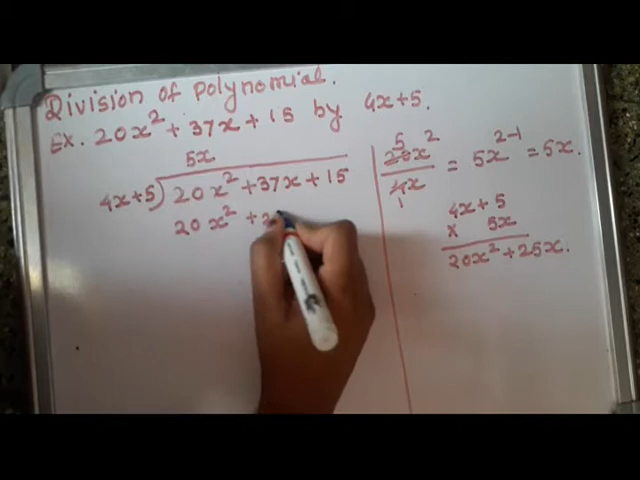 Division of polynomial.
Ex. 20x² + 37x + 15 by 4x+5.
5x
4x+5) 20x² +37x + 15
20x² + 2
5
20x²
4x
1
= 5x²⁻¹ = 5x.
4x + 5
× 5x
20x² + 25x.